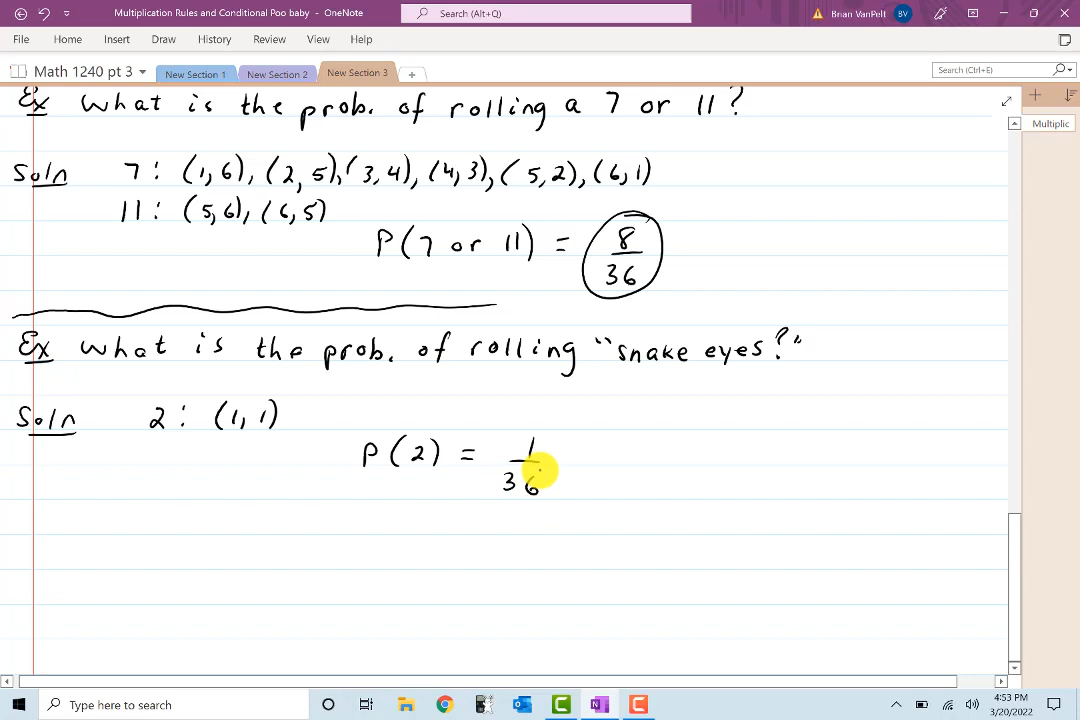 Multiplication Rules and Conditional Poo baby - OneNote
Search (Alt+Q)
Brian VanPelt BV
File Home Insert Draw History Review View Help
Math 1240 pt 3 New Section 1 New Section 2 New Section 3 +
Search (Ctrl+E)
Multiplic
Ex What is the prob. of rolling a 7 or 11?
Soln 7: (1,6), (2,5), (3,4), (4,3), (5,2), (6,1)
11: (5,6), (6,5)
P(7 or 11) = 8/36
Ex What is the prob. of rolling "snake eyes?"
Soln 2: (1,1)
P(2) = 1/36
Type here to search
4:53 PM
3/20/2022